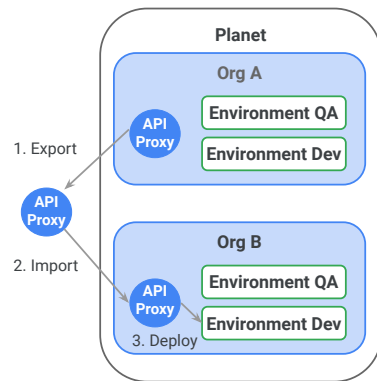 Planet
Org A
API
Proxy
Environment QA
Environment Dev
1. Export
API
Proxy
2. Import
Org B
API
Proxy
Environment QA
Environment Dev
3. Deploy